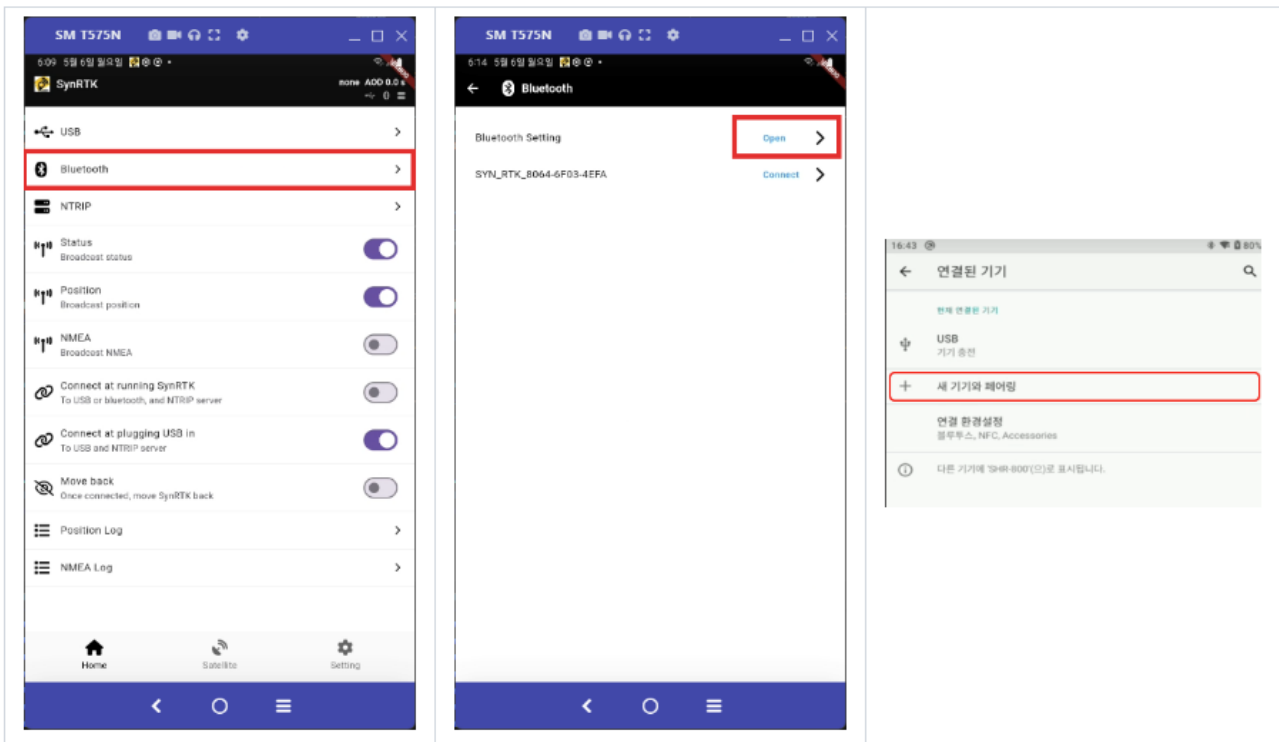 SM T575N
6:09 5월 6일 월요일
SynRTK
none ADD 0.0 s
0
USB
Bluetooth
NTRIP
Status
Broadcast status
Position
Broadcast position
NMEA
Broadcast NMEA
Connect at running SynRTK
To USB or bluetooth, and NTRIP server
Connect at plugging USB in
To USB and NTRIP server
Move back
Once connected, move SynRTK back
Position Log
NMEA Log
Home
Satellite
Setting
SM T575N
6:14 5월 6일 월요일
Bluetooth
Bluetooth Setting
Open
SYN_RTK_8064-6F03-4EFA
Connect
16:43
80%
연결된 기기
현재 연결된 기기
USB
기기 충전
새 기기와 페어링
연결 환경설정
블루투스, NFC, Accessories
다른 기기에 'SHR-800'(으)로 표시됩니다.